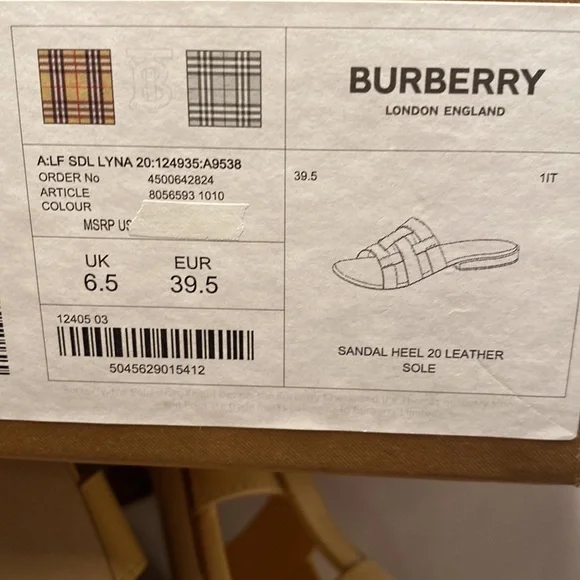 BURBERRY
LONDON ENGLAND
A:LF SDL LYNA 20:124935:A9538
ORDER No 4500642824
ARTICLE 8056593 1010
COLOUR
MSRP US
39.5 1IT
UK EUR
6.5 39.5
12405 03
5045629015412
SANDAL HEEL 20 LEATHER
SOLE